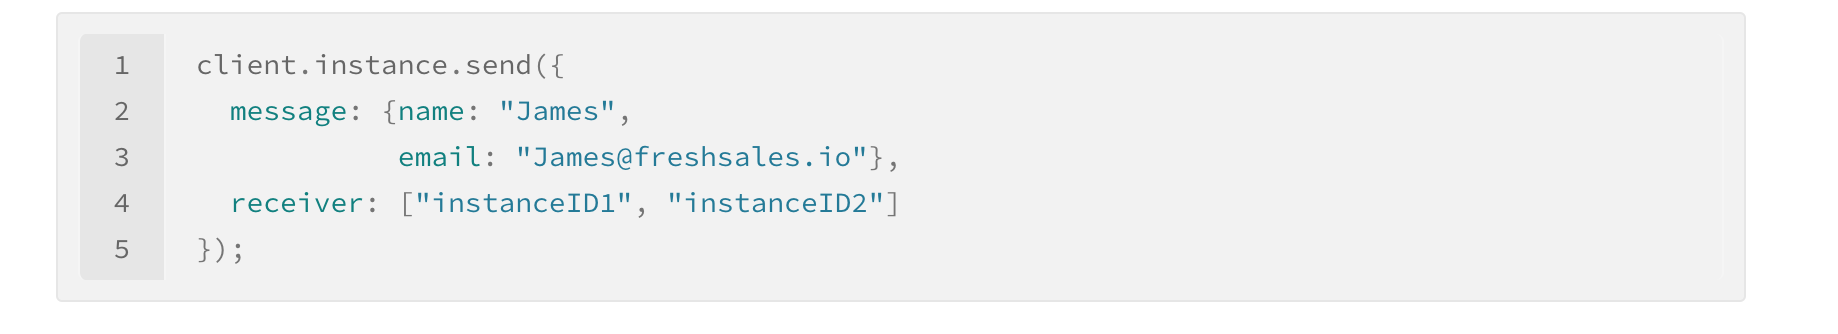 1 client.instance.send({
2   message: {name: "James",
3             email: "James@freshsales.io"},
4   receiver: ["instanceID1", "instanceID2"]
5 });